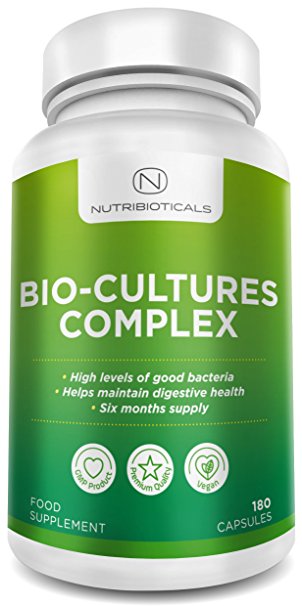 N
NUTRIBIOTICALS
BIO-CULTURES
COMPLEX
• High levels of good bacteria
• Helps maintain digestive health
• Six months supply
GMP Product
Premium Quality
Vegan
FOOD
SUPPLEMENT
180
CAPSULES